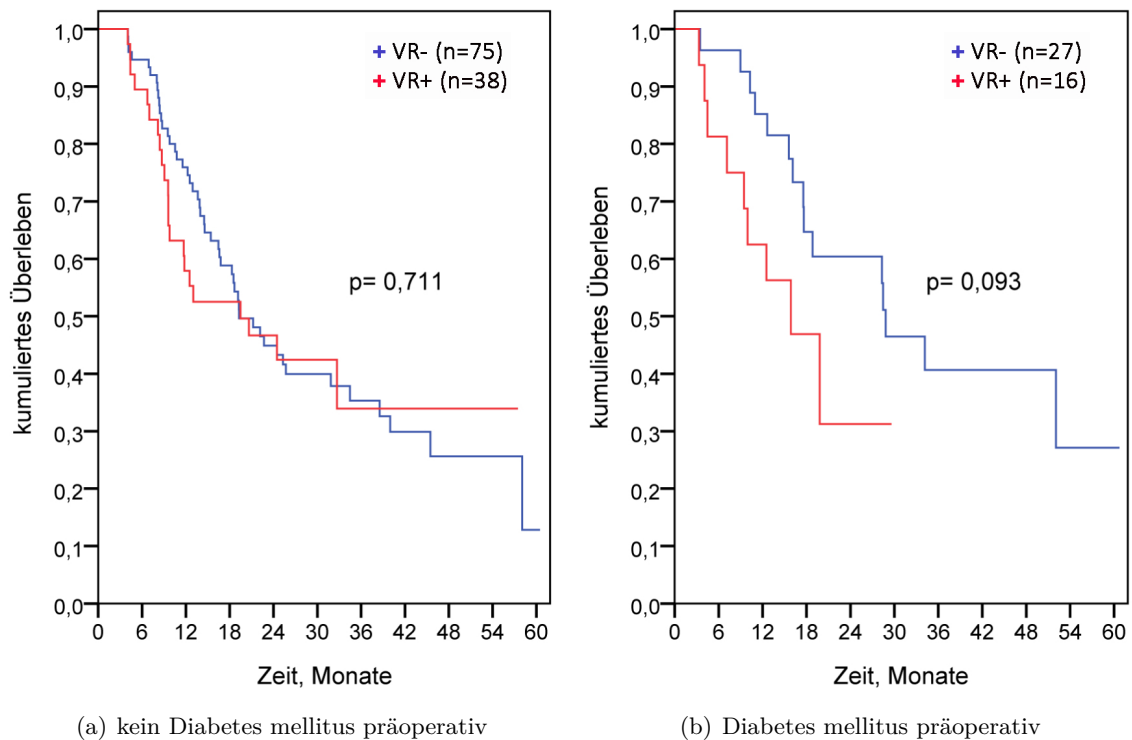 VR- (n=75)
VR+ (n=38)
p= 0,711
kumuliertes Überleben
1,0
0,9
0,8
0,7
0,6
0,5
0,4
0,3
0,2
0,1
0,0
0 6 12 18 24 30 36 42 48 54 60
Zeit, Monate
(a) kein Diabetes mellitus präoperativ
VR- (n=27)
VR+ (n=16)
p= 0,093
kumuliertes Überleben
1,0
0,9
0,8
0,7
0,6
0,5
0,4
0,3
0,2
0,1
0,0
0 6 12 18 24 30 36 42 48 54 60
Zeit, Monate
(b) Diabetes mellitus präoperativ